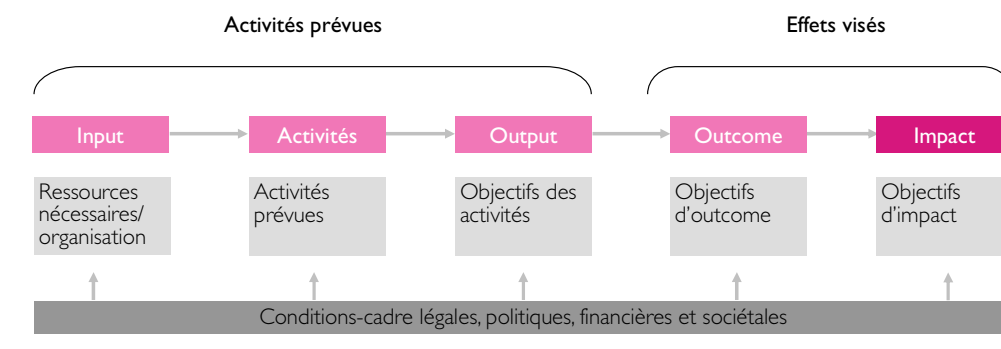 Activités prévues
Effets visés
Input
Activités
Output
Outcome
Impact
Ressources
nécessaires/
organisation
Activités
prévues
Objectifs des
activités
Objectifs
d’outcome
Objectifs
d’impact
Conditions-cadre légales, politiques, financières et sociétales